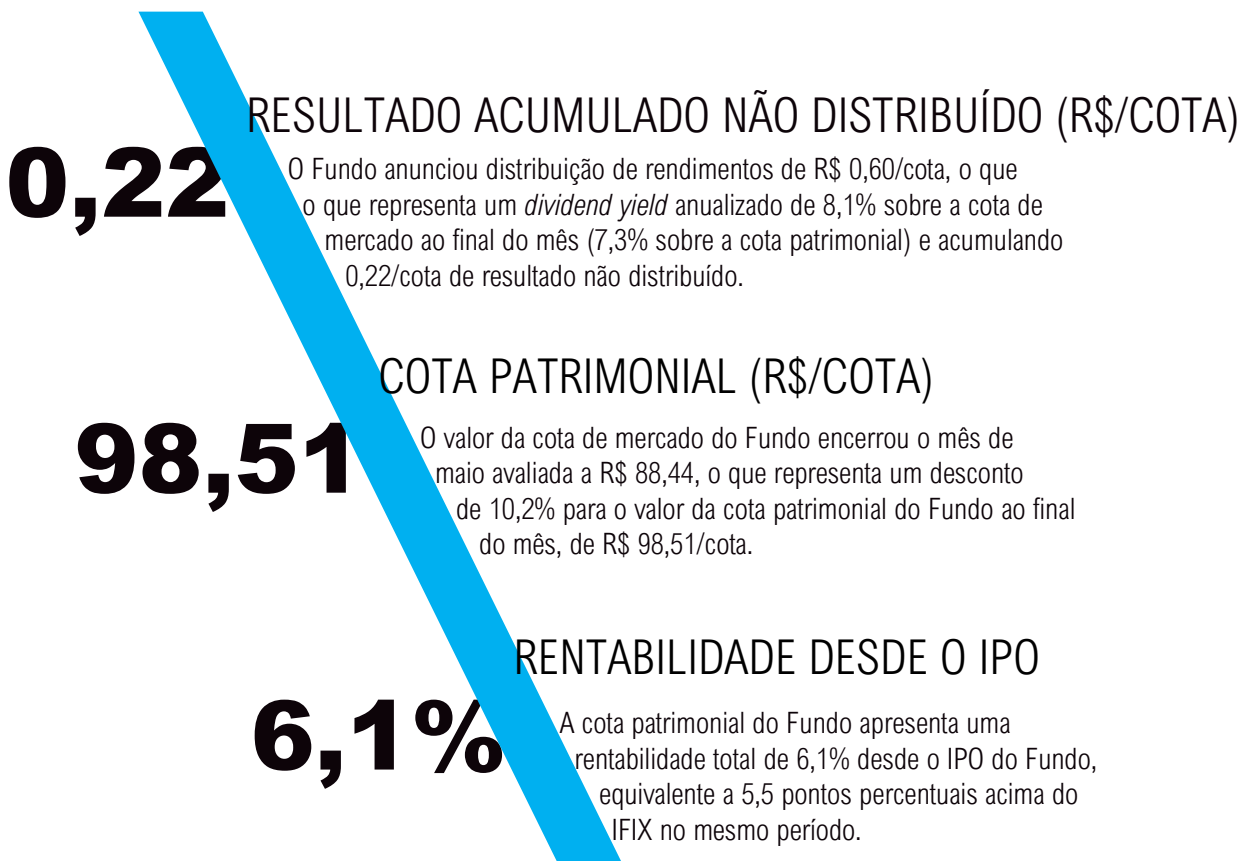 RESULTADO ACUMULADO NÃO DISTRIBUÍDO (R$/COTA)
0,22
O Fundo anunciou distribuição de rendimentos de R$ 0,60/cota, o que
o que representa um dividend yield anualizado de 8,1% sobre a cota de
mercado ao final do mês (7,3% sobre a cota patrimonial) e acumulando
0,22/cota de resultado não distribuído.
COTA PATRIMONIAL (R$/COTA)
98,51
O valor da cota de mercado do Fundo encerrou o mês de
maio avaliada a R$ 88,44, o que representa um desconto
de 10,2% para o valor da cota patrimonial do Fundo ao final
do mês, de R$ 98,51/cota.
RENTABILIDADE DESDE O IPO
6,1%
A cota patrimonial do Fundo apresenta uma
rentabilidade total de 6,1% desde o IPO do Fundo,
equivalente a 5,5 pontos percentuais acima do
IFIX no mesmo período.